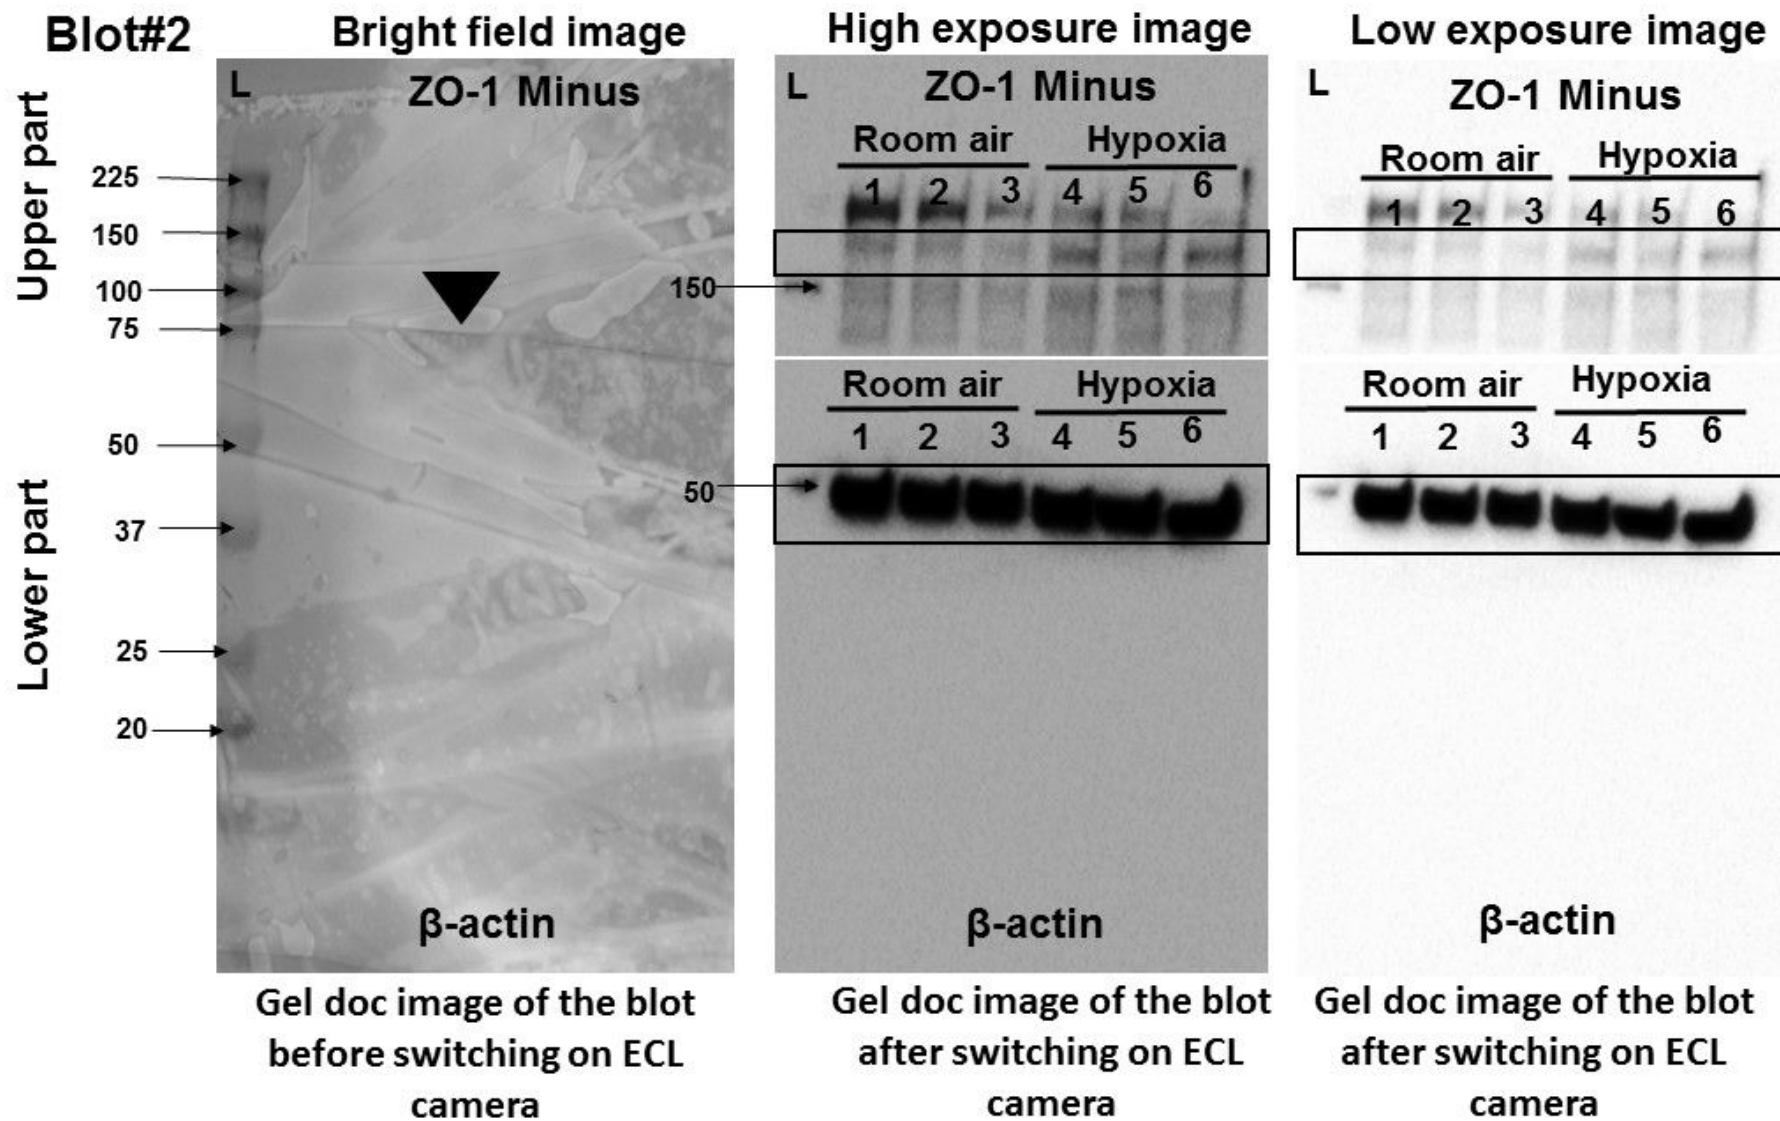 Blot#2
Bright field image
High exposure image
Low exposure image
Upper part
Lower part
L
ZO-1 Minus
225
150
100
75
50
37
25
20
β-actin
L
ZO-1 Minus
Room air
Hypoxia
1 2 3 4 5 6
150
Room air
Hypoxia
1 2 3 4 5 6
50
β-actin
L
ZO-1 Minus
Room air
Hypoxia
1 2 3 4 5 6
Room air
Hypoxia
1 2 3 4 5 6
β-actin
Gel doc image of the blot
before switching on ECL
camera
Gel doc image of the blot
after switching on ECL
camera
Gel doc image of the blot
after switching on ECL
camera